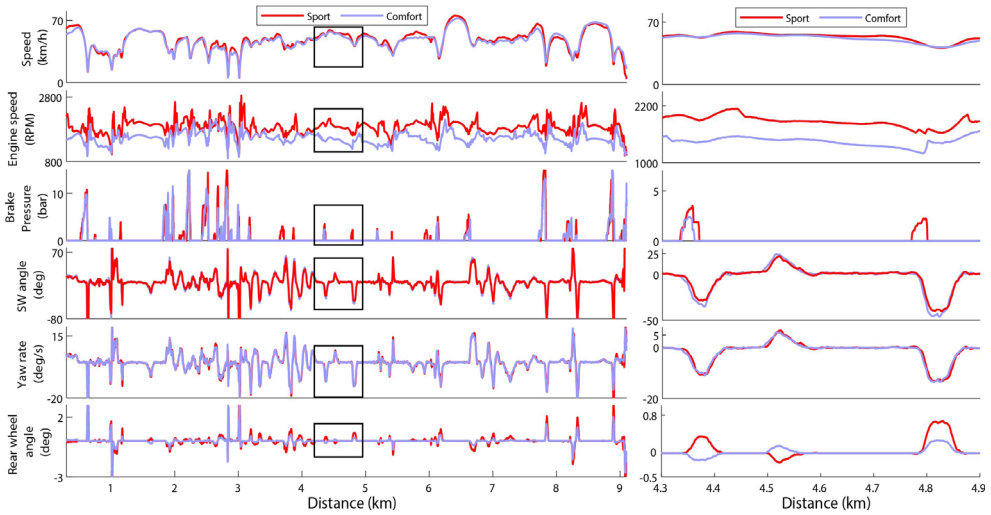 Sport Comfort
Speed
(km/h)
70
0
Engine speed
(RPM)
2800
800
Brake
Pressure
(bar)
10
0
SW angle
(deg)
70
-80
Yaw rate
(deg/s)
15
-20
Rear wheel
angle
(deg)
2
-3
1 2 3 4 5 6 7 8 9
Distance (km)
Sport Comfort
70
0
2200
1000
5
0
25
0
-50
5
0
-20
0.8
0
-0.5
4.3 4.4 4.5 4.6 4.7 4.8 4.9
Distance (km)